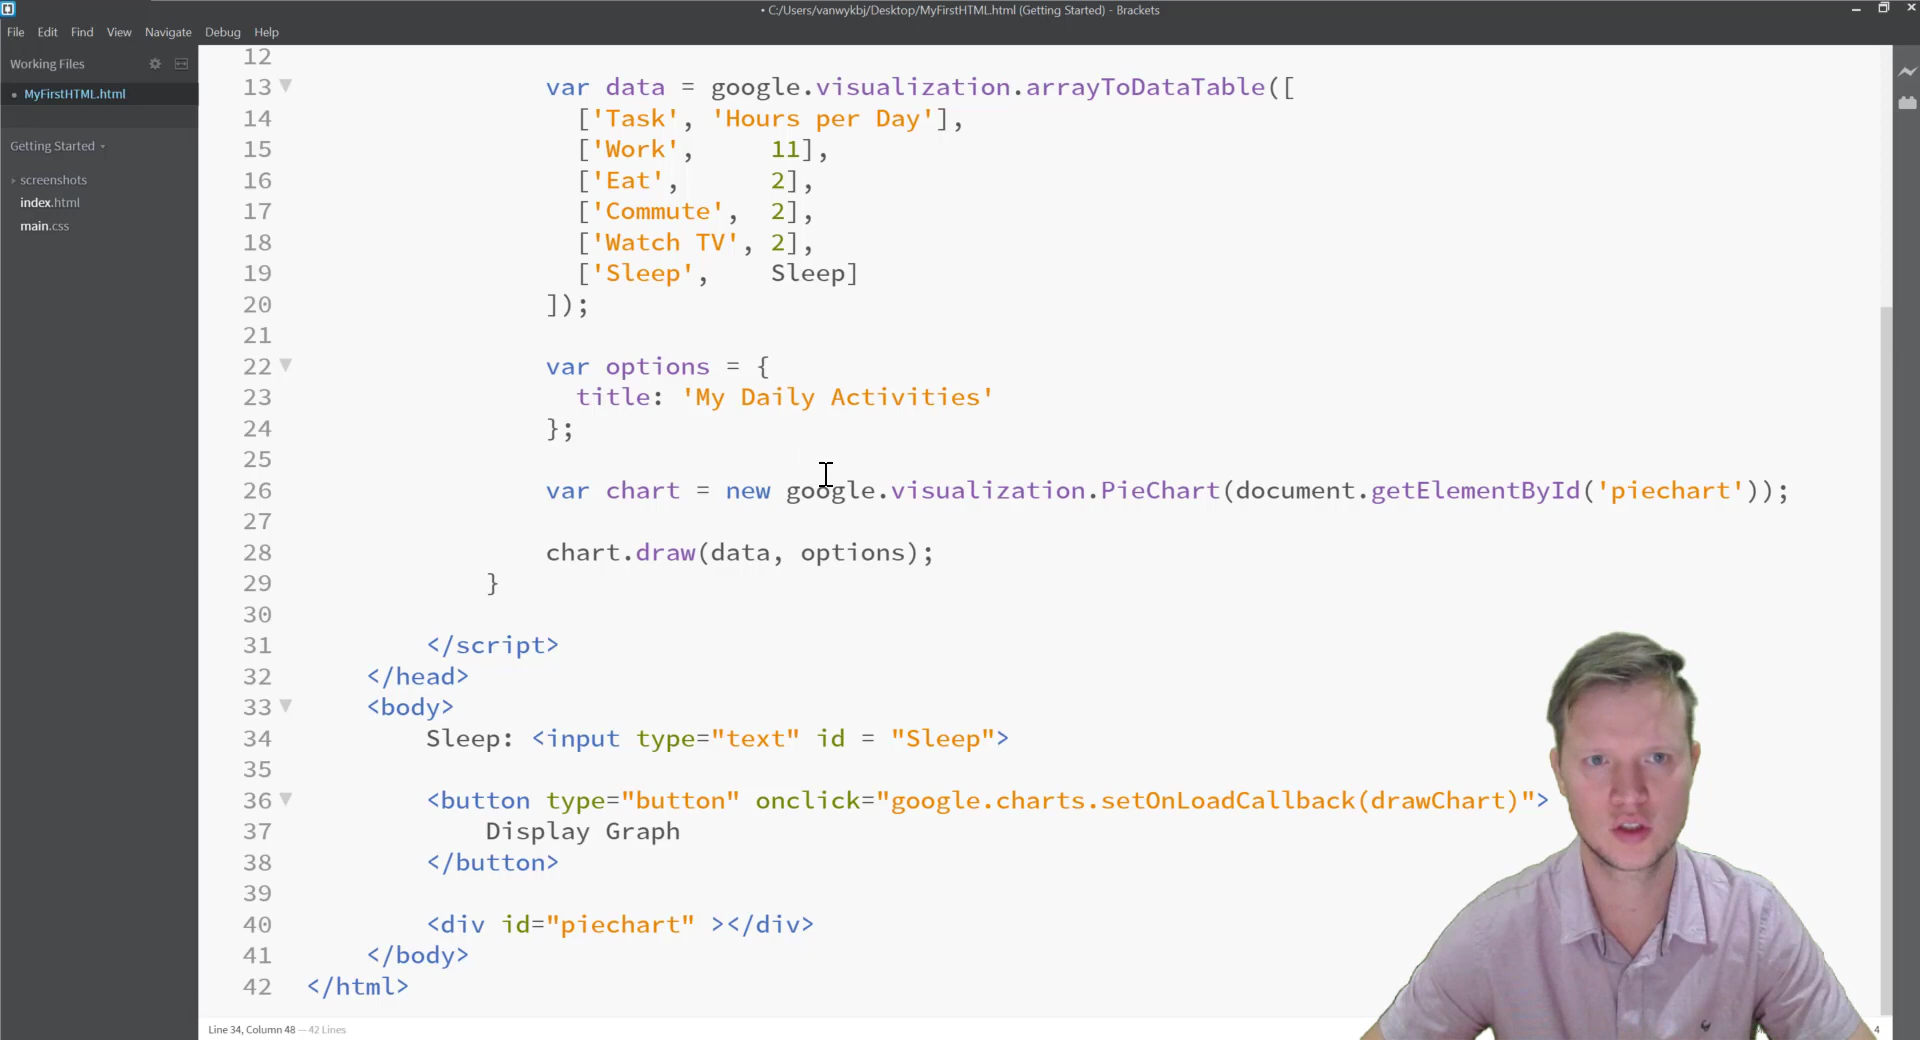 • C:/Users/vanwykbj/Desktop/MyFirstHTML.html (Getting Started) - Brackets
File Edit Find View Navigate Debug Help
Working Files
• MyFirstHTML.html
Getting Started
screenshots
index.html
main.css
12
13 var data = google.visualization.arrayToDataTable([
14 ['Task', 'Hours per Day'],
15 ['Work', 11],
16 ['Eat', 2],
17 ['Commute', 2],
18 ['Watch TV', 2],
19 ['Sleep', Sleep]
20 ]);
21
22 var options = {
23 title: 'My Daily Activities'
24 };
25
26 var chart = new google.visualization.PieChart(document.getElementById('piechart'));
27
28 chart.draw(data, options);
29 }
30
31 </script>
32 </head>
33 <body>
34 Sleep: <input type="text" id = "Sleep">
35
36 <button type="button" onclick="google.charts.setOnLoadCallback(drawChart)">
37 Display Graph
38 </button>
39
40 <div id="piechart" ></div>
41 </body>
42 </html>
Line 34, Column 48 — 42 Lines
4